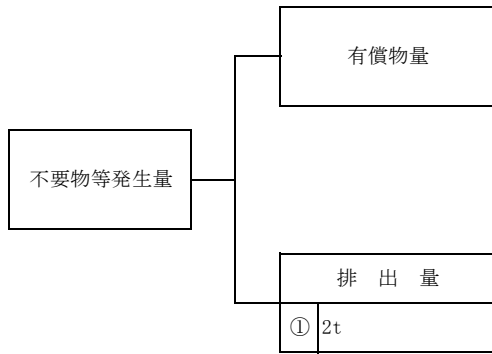 有償物量
不要物等発生量
排 出 量
① 2t